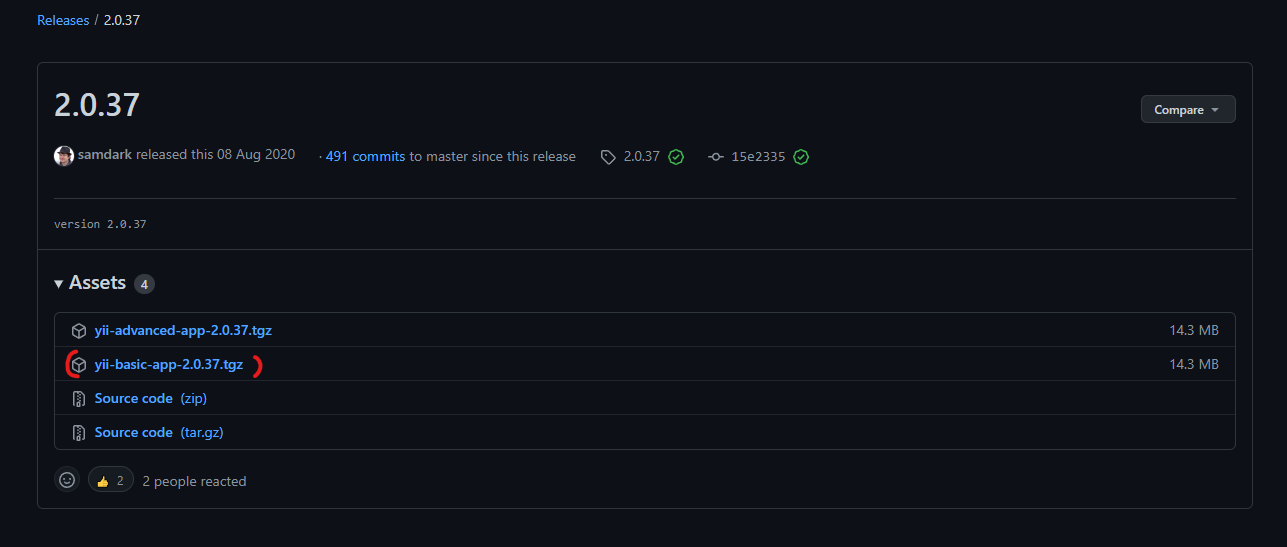 Releases / 2.0.37
2.0.37
Compare
samdark released this 08 Aug 2020 · 491 commits to master since this release 2.0.37 15e2335
version 2.0.37
Assets 4
yii-advanced-app-2.0.37.tgz 14.3 MB
yii-basic-app-2.0.37.tgz 14.3 MB
Source code (zip)
Source code (tar.gz)
2 2 people reacted